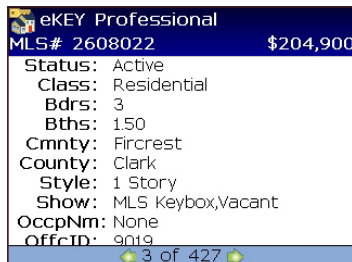 eKEY Professional
MLS# 2608022 $204,900
Status: Active
Class: Residential
Bdrs: 3
Bths: 1.50
Cmnty: Fircrest
County: Clark
Style: 1 Story
Show: MLS Keybox,Vacant
OccpNm: None
OffcID: 9019
3 of 427